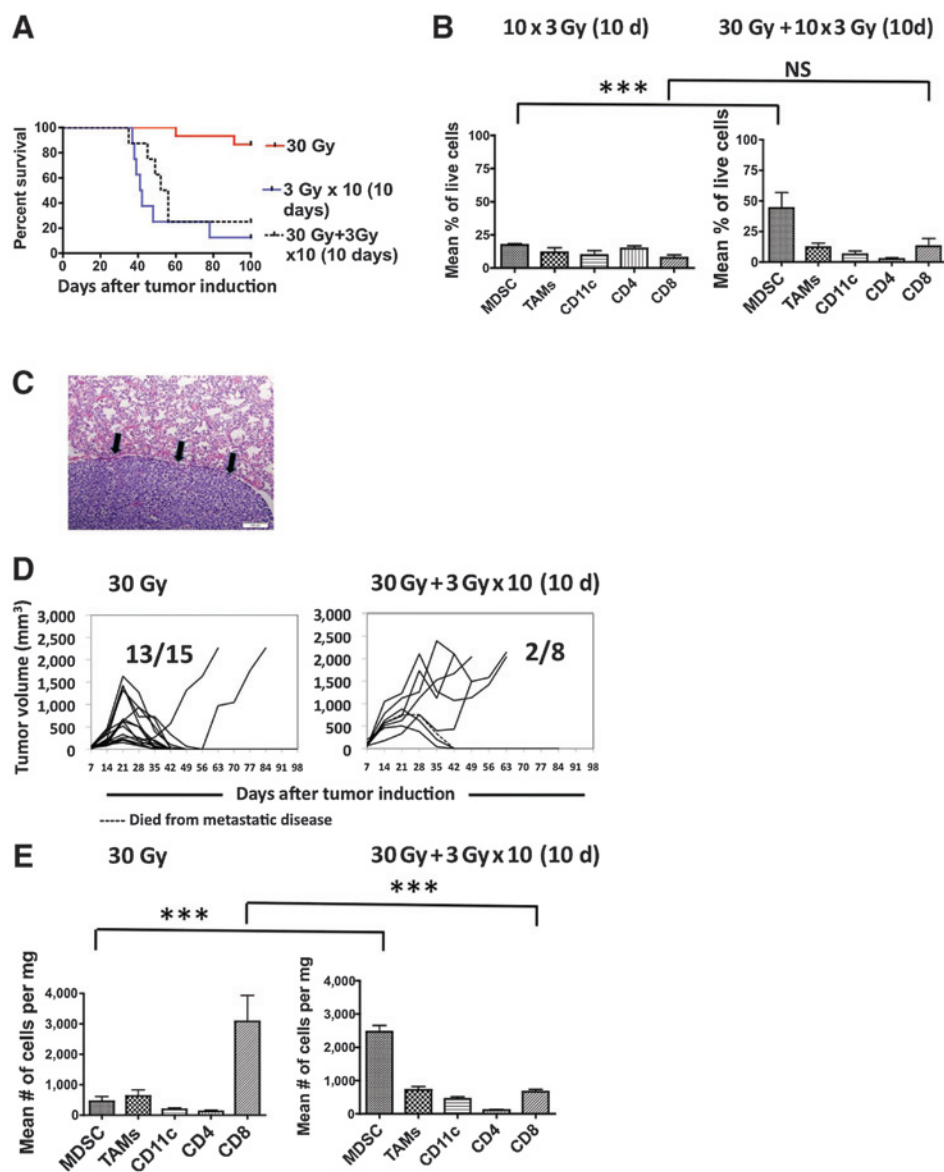 A
Percent survival
100
80
60
40
20
0
0 20 40 60 80 100
Days after tumor induction
30 Gy
3 Gy x 10 (10
days)
30 Gy+3Gy
x10 (10 days)
B
10 x 3 Gy (10 d)
30 Gy + 10 x 3 Gy (10d)
NS
***
Mean % of live cells
100
75
50
25
0
MDSC TAMs CD11c CD4 CD8
Mean % of live cells
100
75
50
25
0
MDSC TAMs CD11c CD4 CD8
C
D
30 Gy
30 Gy + 3 Gy x 10 (10 d)
Tumor volume (mm³)
3,000
2,500
2,000
1,500
1,000
500
0
13/15
7 14 21 28 35 42 49 56 63 70 77 84 91 98
3,000
2,500
2,000
1,500
1,000
500
0
2/8
7 14 21 28 35 42 49 56 63 70 77 84 91 98
Days after tumor induction
Died from metastatic disease
E
30 Gy
30 Gy + 3 Gy x 10 (10 d)
***
***
Mean # of cells per mg
4,000
3,000
2,000
1,000
0
MDSC TAMs CD11c CD4 CD8
Mean # of cells per mg
4,000
3,000
2,000
1,000
0
MDSC TAMs CD11c CD4 CD8